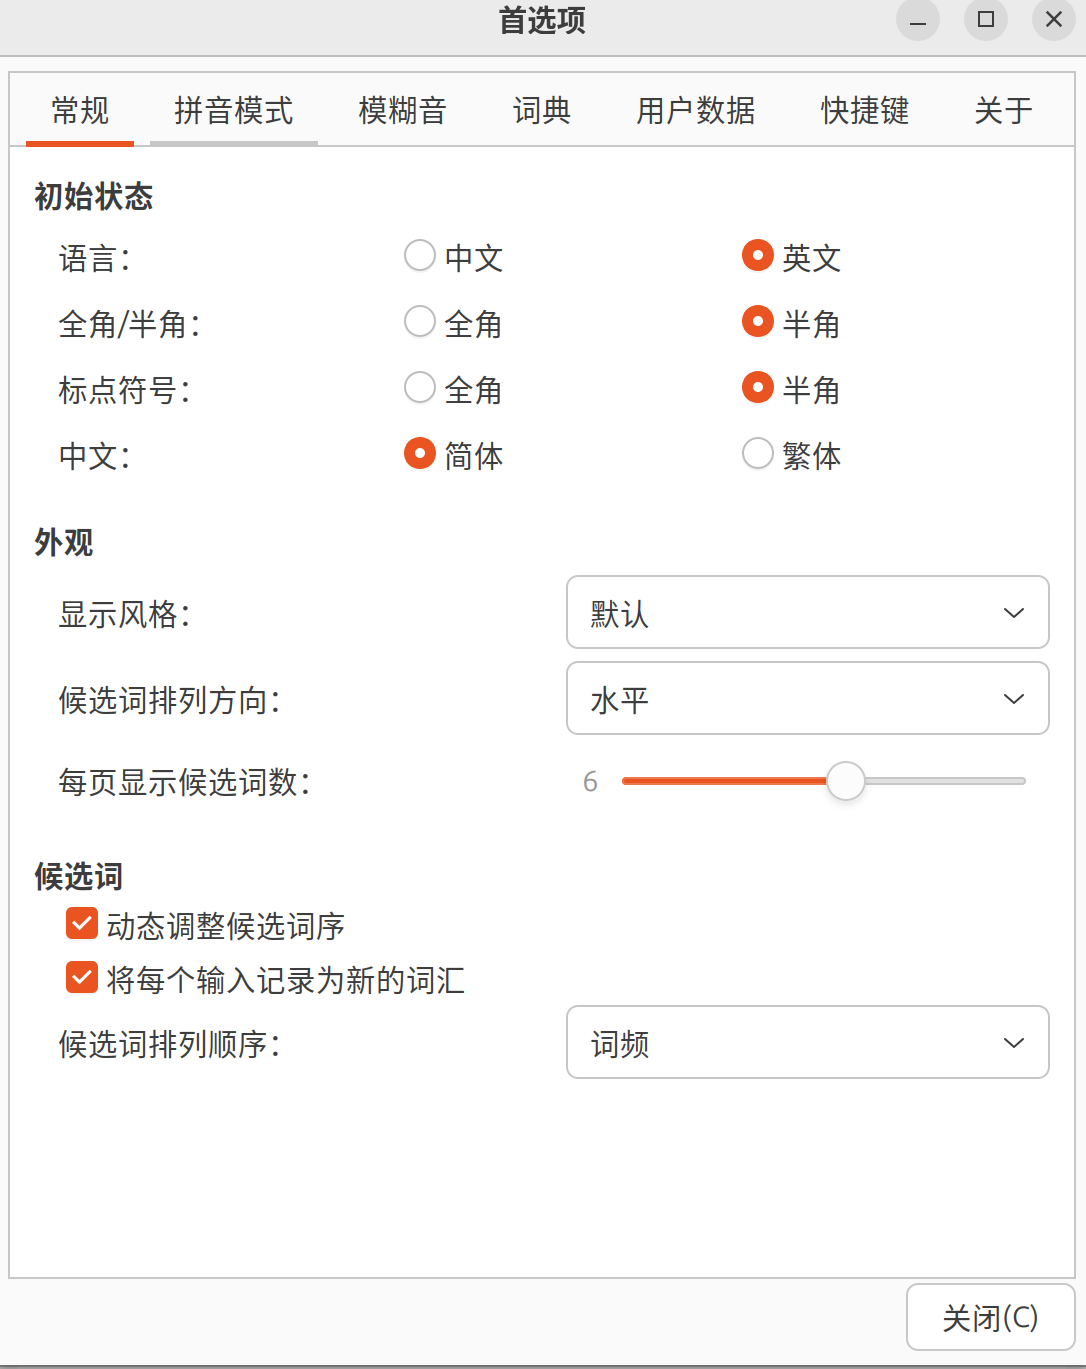 首选项
常规 拼音模式 模糊音 词典 用户数据 快捷键 关于
初始状态
语言： 中文 英文
全角/半角： 全角 半角
标点符号： 全角 半角
中文： 简体 繁体
外观
显示风格： 默认
候选词排列方向： 水平
每页显示候选词数： 6
候选词
动态调整候选词序
将每个输入记录为新的词汇
候选词排列顺序： 词频
关闭(C)